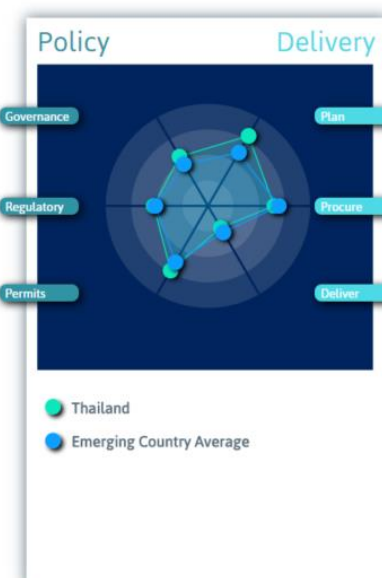 Policy Delivery
Governance Plan
Regulatory Procure
Permits Deliver
Thailand
Emerging Country Average